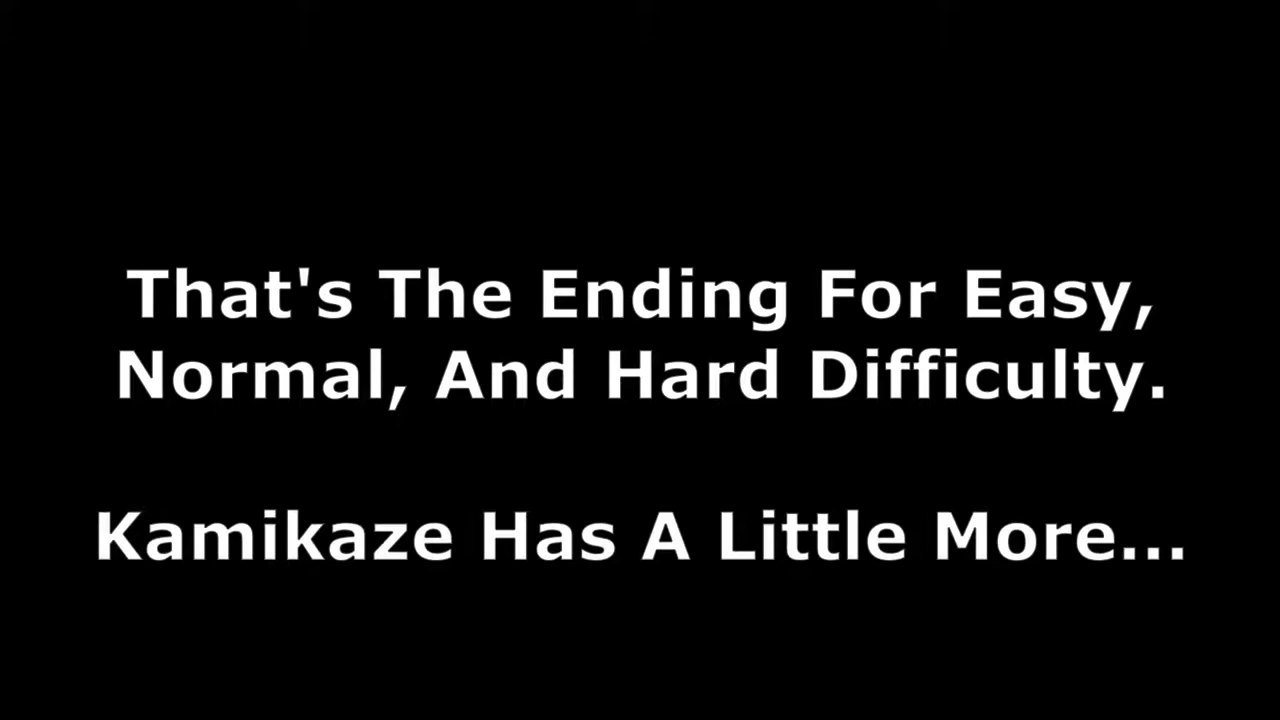 That's The Ending For Easy,
Normal, And Hard Difficulty.
Kamikaze Has A Little More...